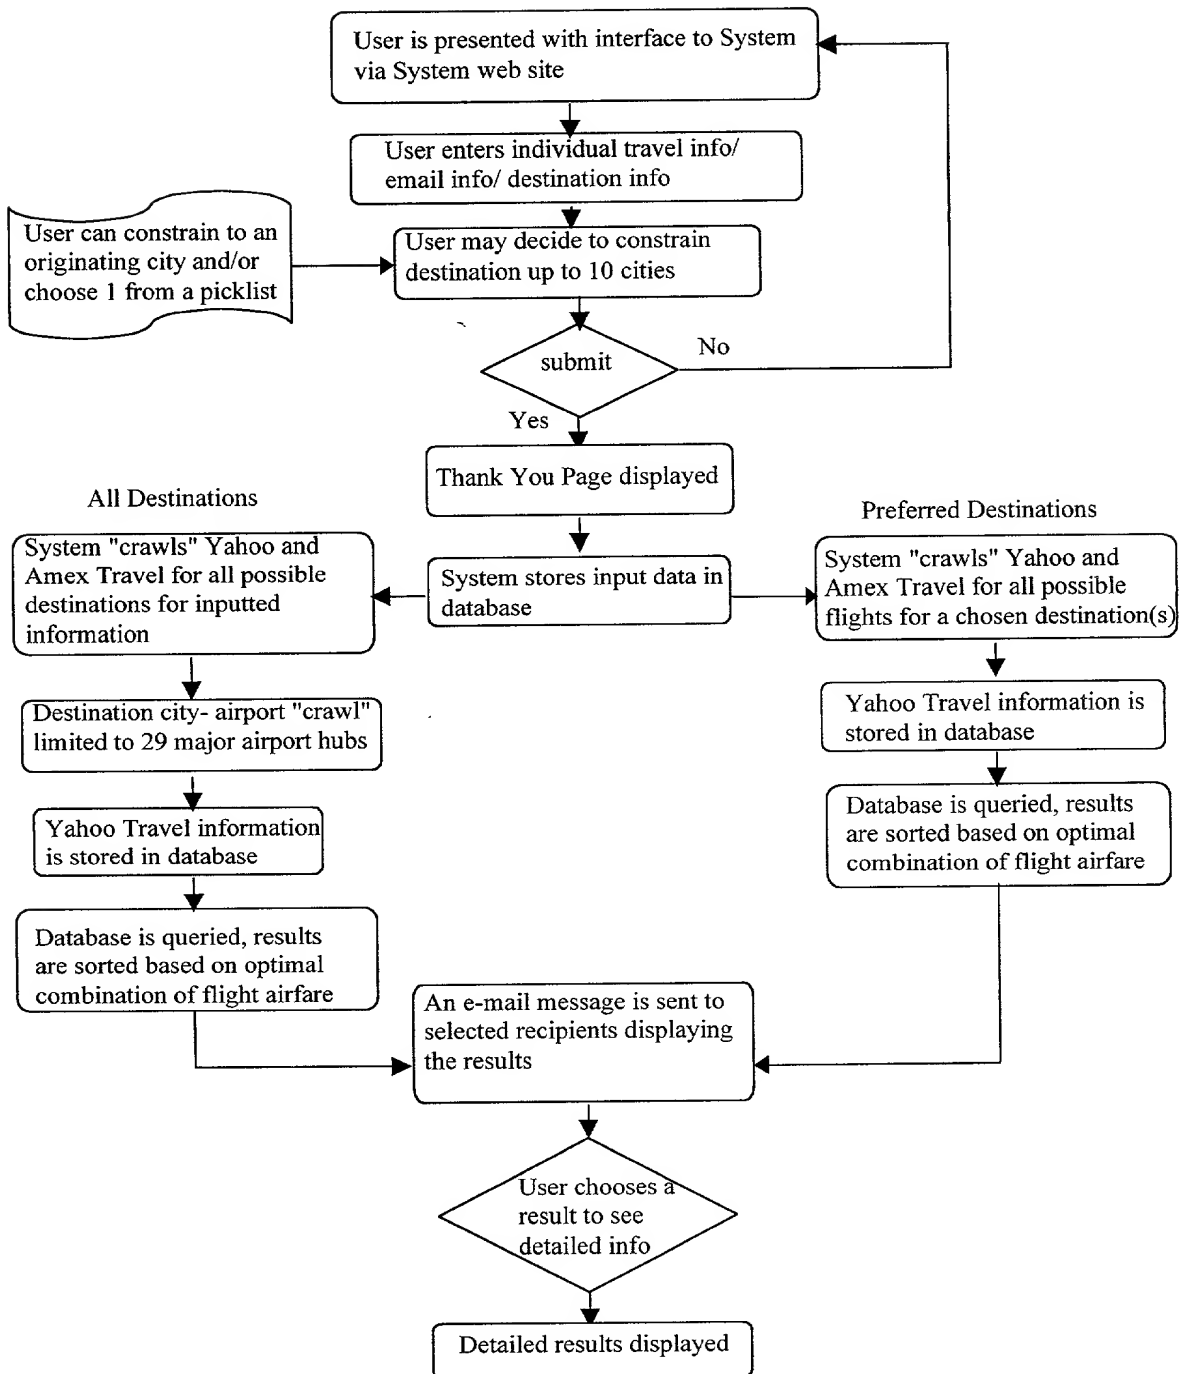 User is presented with interface to System
via System web site
User enters individual travel info/
email info/ destination info
User can constrain to an
originating city and/or
choose 1 from a picklist
User may decide to constrain
destination up to 10 cities
submit
No
Yes
Thank You Page displayed
All Destinations
Preferred Destinations
System "crawls" Yahoo and
Amex Travel for all possible
destinations for inputted
information
System stores input data in
database
System "crawls" Yahoo and
Amex Travel for all possible
flights for a chosen destination(s)
Destination city- airport "crawl"
limited to 29 major airport hubs
Yahoo Travel information is
stored in database
Yahoo Travel information
is stored in database
Database is queried, results
are sorted based on optimal
combination of flight airfare
Database is queried, results
are sorted based on optimal
combination of flight airfare
An e-mail message is sent to
selected recipients displaying
the results
User chooses a
result to see
detailed info
Detailed results displayed